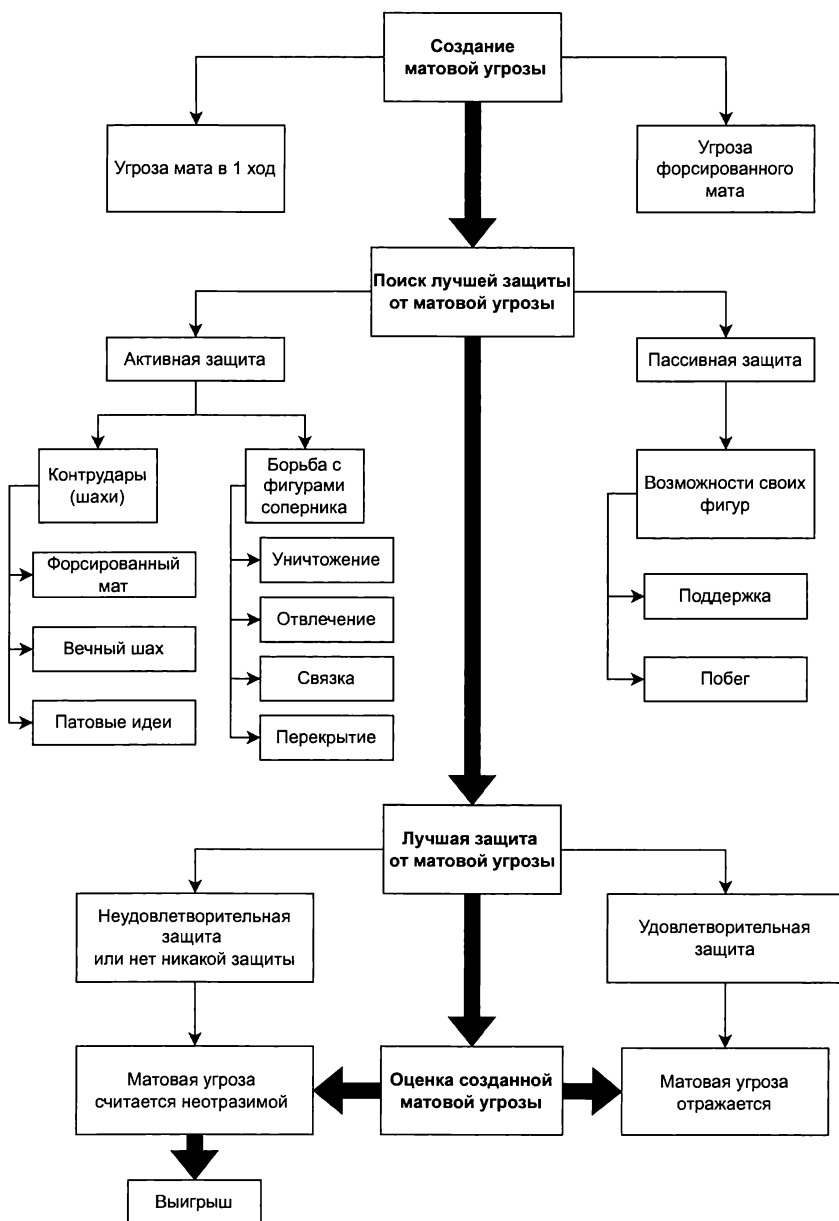 Создание
матовой угрозы
Угроза мата в 1 ход
Угроза
форсированного
мата
Поиск лучшей защиты
от матовой угрозы
Активная защита
Пассивная защита
Контрудары
(шахи)
Борьба с
фигурами
соперника
Возможности своих
фигур
Форсированный
мат
Вечный шах
Патовые идеи
Уничтожение
Отвлечение
Связка
Перекрытие
Поддержка
Побег
Лучшая защита
от матовой угрозы
Неудовлетворительная
защита
или нет никакой защиты
Удовлетворительная
защита
Матовая угроза
считается неотразимой
Оценка созданной
матовой угрозы
Матовая угроза
отражается
Выигрыш